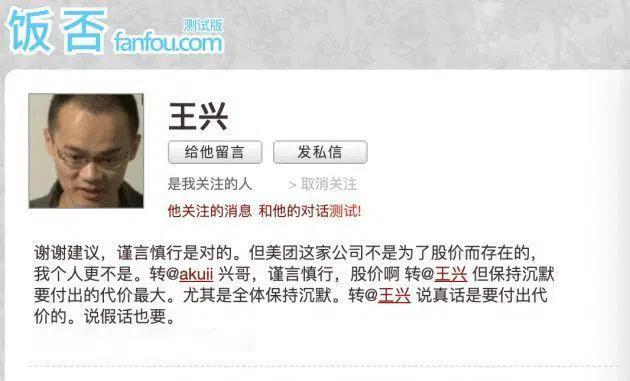 饭否 测试版
fanfou.com
王兴
给他留言 发私信
是我关注的人 > 取消关注
他关注的消息 和他的对话测试!
谢谢建议，谨言慎行是对的。但美团这家公司不是为了股价而存在的，
我个人更不是。转@akuii 兴哥，谨言慎行，股价啊 转@王兴 但保持沉默
要付出的代价最大。尤其是全体保持沉默。转@王兴 说真话是要付出代
价的。说假话也要。